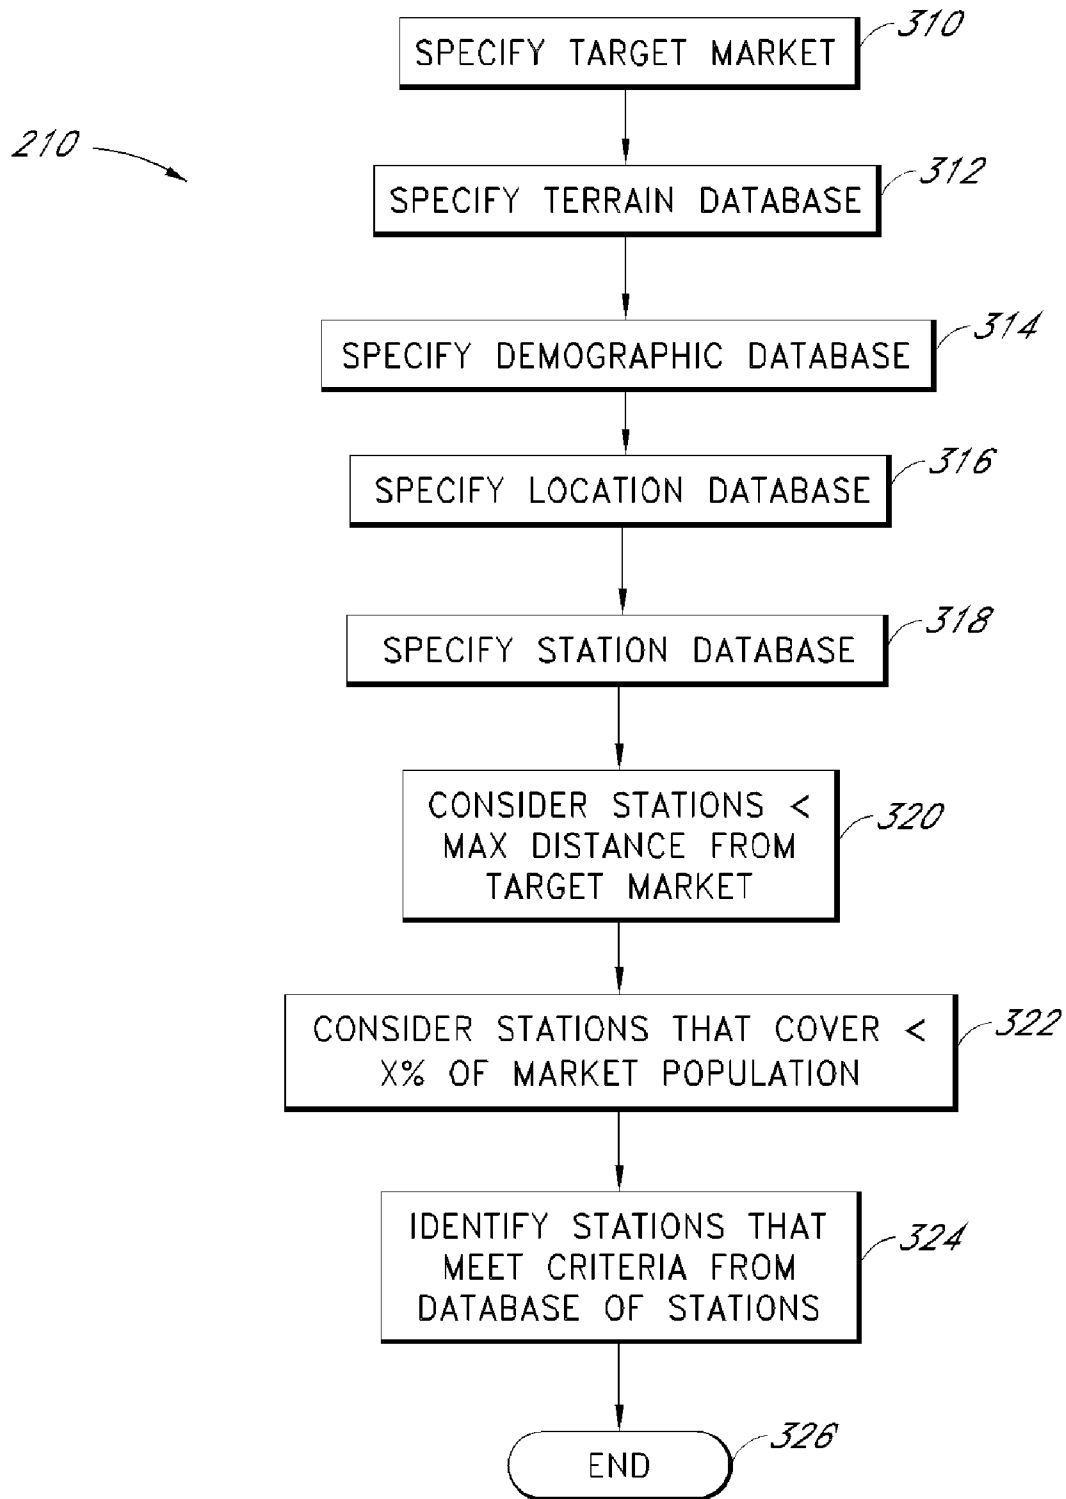 310
SPECIFY TARGET MARKET
210
312
SPECIFY TERRAIN DATABASE
314
SPECIFY DEMOGRAPHIC DATABASE
316
SPECIFY LOCATION DATABASE
318
SPECIFY STATION DATABASE
CONSIDER STATIONS <
MAX DISTANCE FROM
TARGET MARKET
320
CONSIDER STATIONS THAT COVER <
X% OF MARKET POPULATION
322
IDENTIFY STATIONS THAT
MEET CRITERIA FROM
DATABASE OF STATIONS
324
END
326